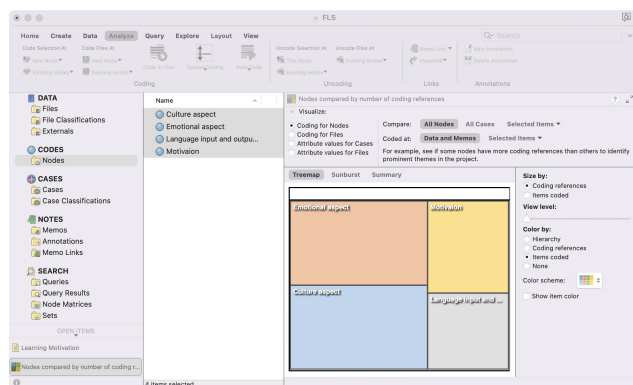 FLS
Home Create Data Analyze Query Explore Layout View
Search
Code Selection At Code Files At
New Node New Node
Existing Nodes Existing Nodes
Code In Vivo Spread Coding Auto Code
Coding
Uncode Selection At Uncode Files At
This Node Existing Nodes
Existing Nodes
Uncoding
Memo Link
Hyperlink
Links
New Annotation
Delete Annotation
Annotations
DATA
Files
File Classifications
Externals
CODES
Nodes
CASES
Cases
Case Classifications
NOTES
Memos
Annotations
Memo Links
SEARCH
Queries
Query Results
Node Matrices
Sets
OPEN ITEMS
Learning Motivation
Nodes compared by number of coding r...
Name
Culture aspect
Emotional aspect
Language input and outpu...
Motivaion
4 items selected
Nodes compared by number of coding references
?
Visualize:
Coding for Nodes
Coding for Files
Attribute values for Cases
Attribute values for Files
Compare: All Nodes All Cases Selected Items
Coded at: Data and Memos Selected Items
For example, see if some nodes have more coding references than others to identify
prominent themes in the project.
Treemap Sunburst Summary
Emotional aspect
Motivaion
Culture aspect
Language input and ...
Size by:
Coding references
Items coded
View level:
Color by:
Hierarchy
Coding references
Items coded
None
Color scheme:
Show item color